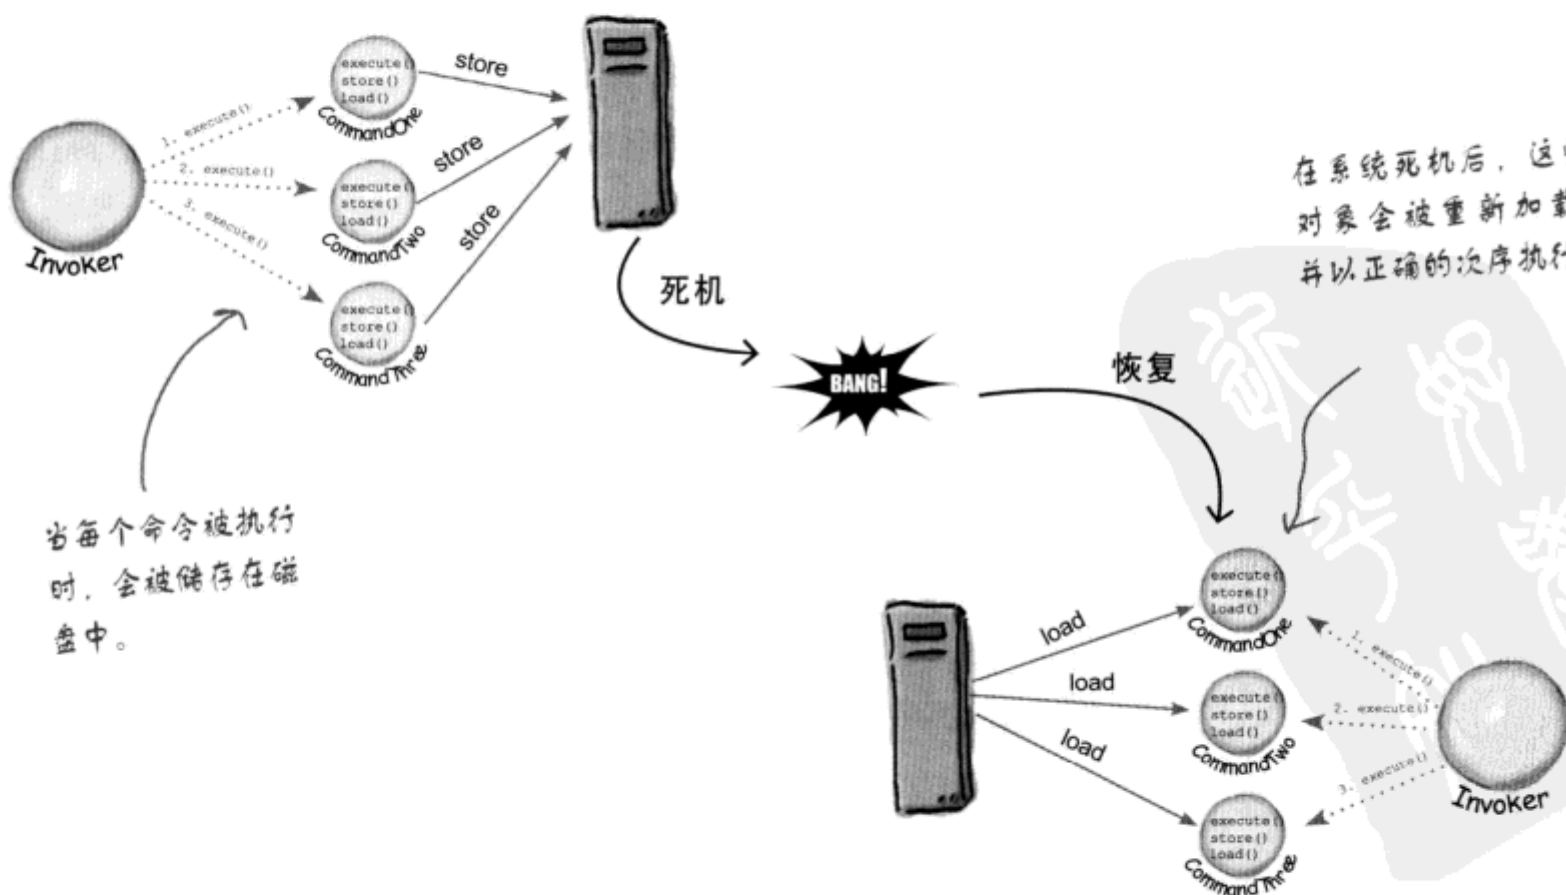 execute()
store()
load()
CommandOne
store
1. execute()
2. execute()
3. execute()
Invoker
execute()
store()
load()
CommandTwo
store
execute()
store()
load()
CommandThree
store
死机
BANG!
恢复
在系统死机后，这
对象会被重新加载
并以正确的次序执行
当每个命令被执行
时，会被储存在磁
盘中。
load
load
load
execute()
store()
load()
CommandOne
execute()
store()
load()
CommandTwo
execute()
store()
load()
CommandThree
1. execute()
2. execute()
3. execute()
Invoker